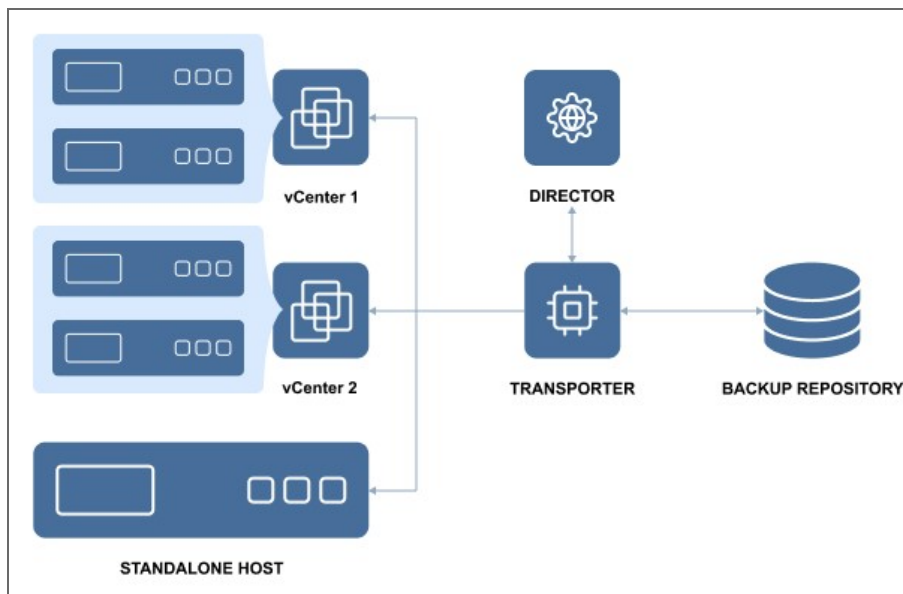 vCenter 1
DIRECTOR
vCenter 2
TRANSPORTER
BACKUP REPOSITORY
STANDALONE HOST